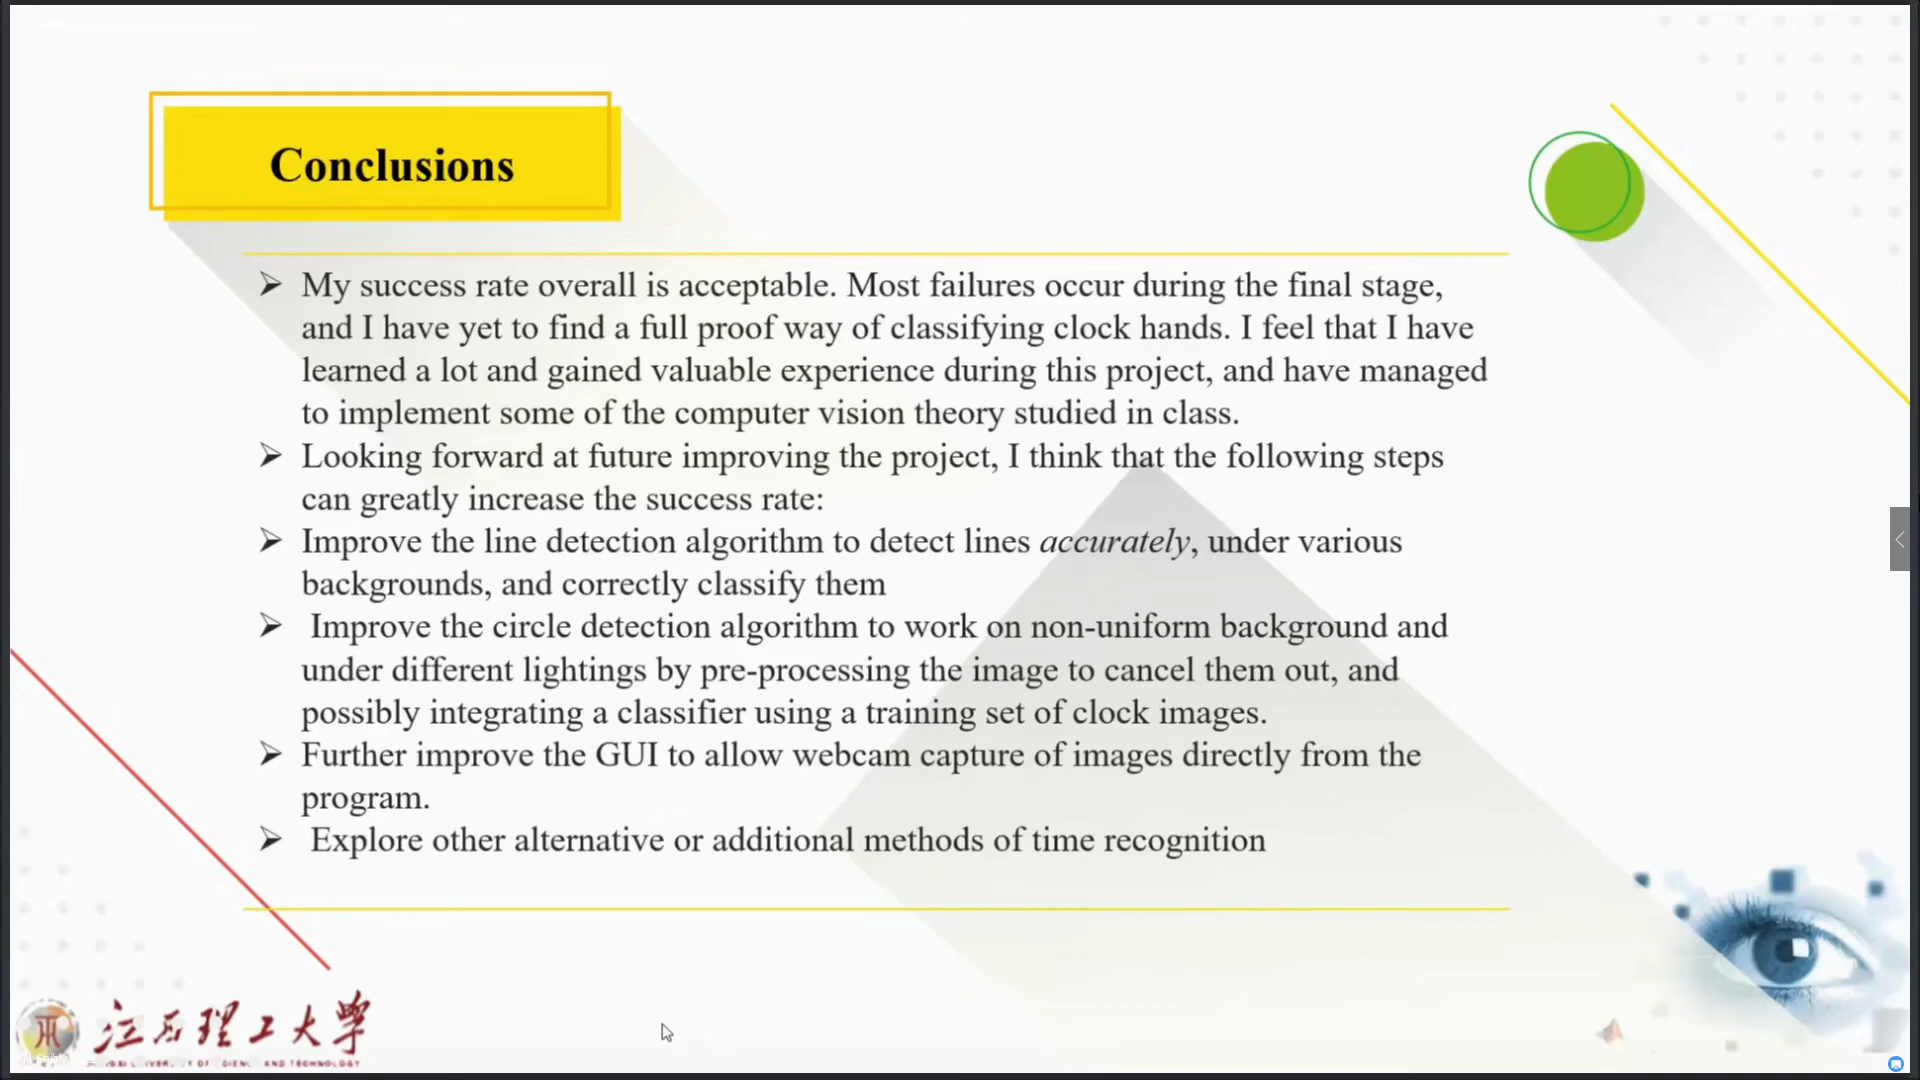 Conclusions
➢ My success rate overall is acceptable. Most failures occur during the final stage,
and I have yet to find a full proof way of classifying clock hands. I feel that I have
learned a lot and gained valuable experience during this project, and have managed
to implement some of the computer vision theory studied in class.
➢ Looking forward at future improving the project, I think that the following steps
can greatly increase the success rate:
➢ Improve the line detection algorithm to detect lines accurately, under various
backgrounds, and correctly classify them
➢ Improve the circle detection algorithm to work on non-uniform background and
under different lightings by pre-processing the image to cancel them out, and
possibly integrating a classifier using a training set of clock images.
➢ Further improve the GUI to allow webcam capture of images directly from the
program.
➢ Explore other alternative or additional methods of time recognition
理工大学
UNIVERSITY OF SCIENCE AND TECHNOLOGY